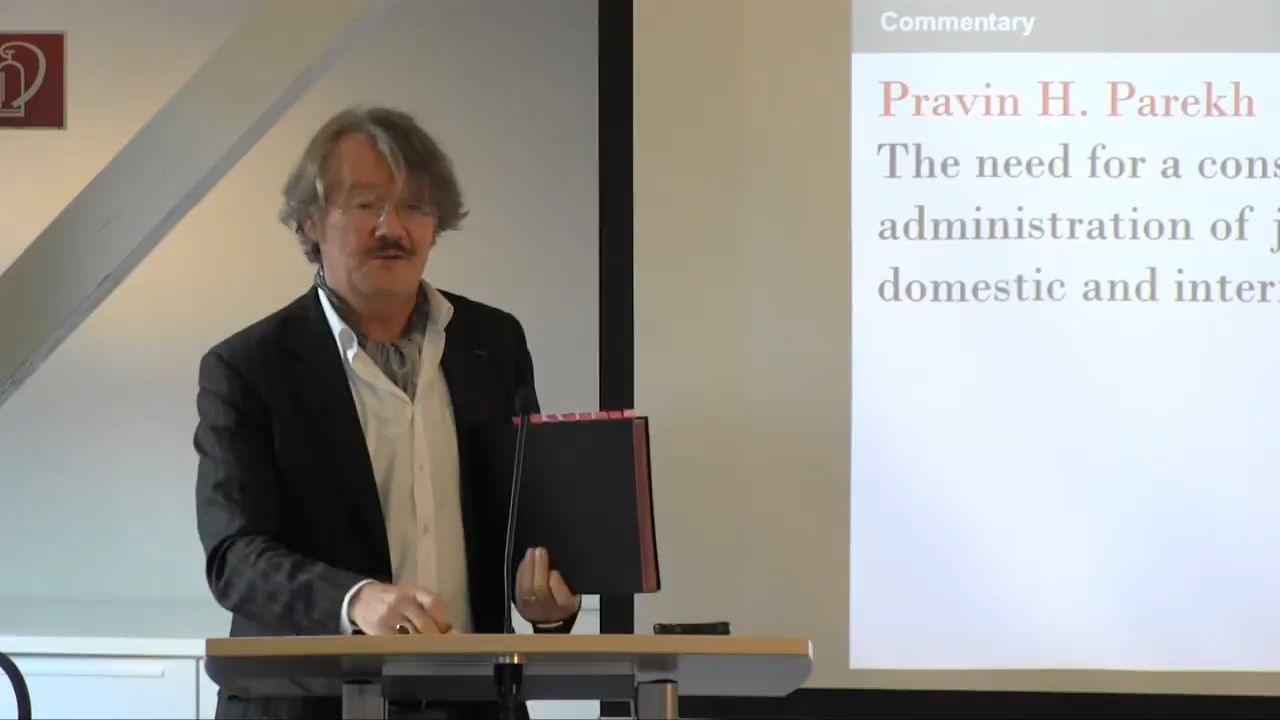 Commentary
Pravin H. Parekh
The need for a cons
administration of j
domestic and inter